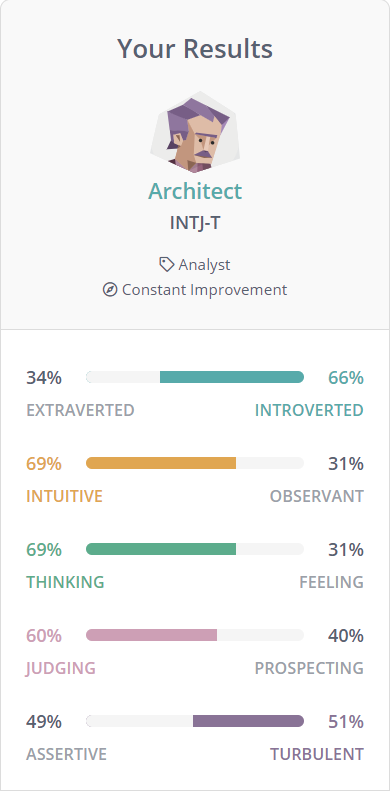 Your Results
Architect
INTJ-T
Analyst
Constant Improvement
34% 66%
EXTRAVERTED INTROVERTED
69% 31%
INTUITIVE OBSERVANT
69% 31%
THINKING FEELING
60% 40%
JUDGING PROSPECTING
49% 51%
ASSERTIVE TURBULENT